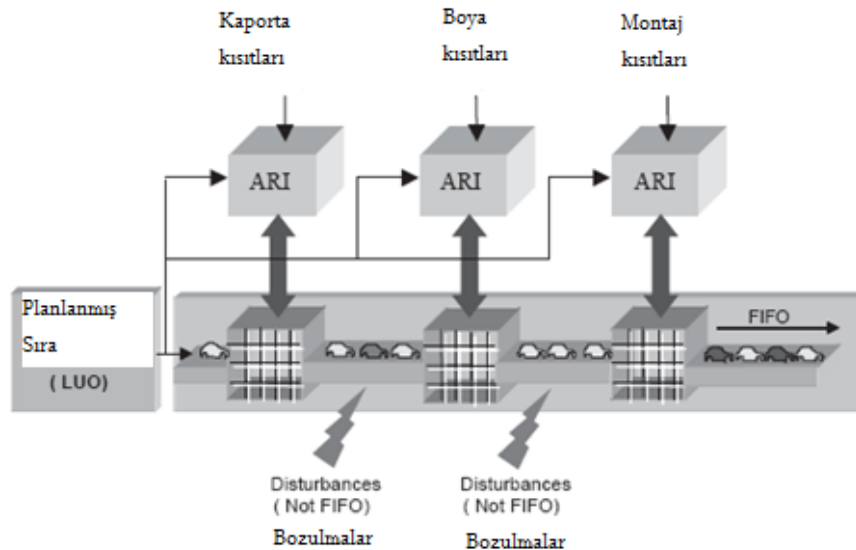 Kaporta
kısıtları
Boya
kısıtları
Montaj
kısıtları
ARI
ARI
ARI
Planlanmış
Sıra
( LUO)
FIFO
Disturbances
( Not FIFO)
Bozulmalar
Disturbances
( Not FIFO)
Bozulmalar